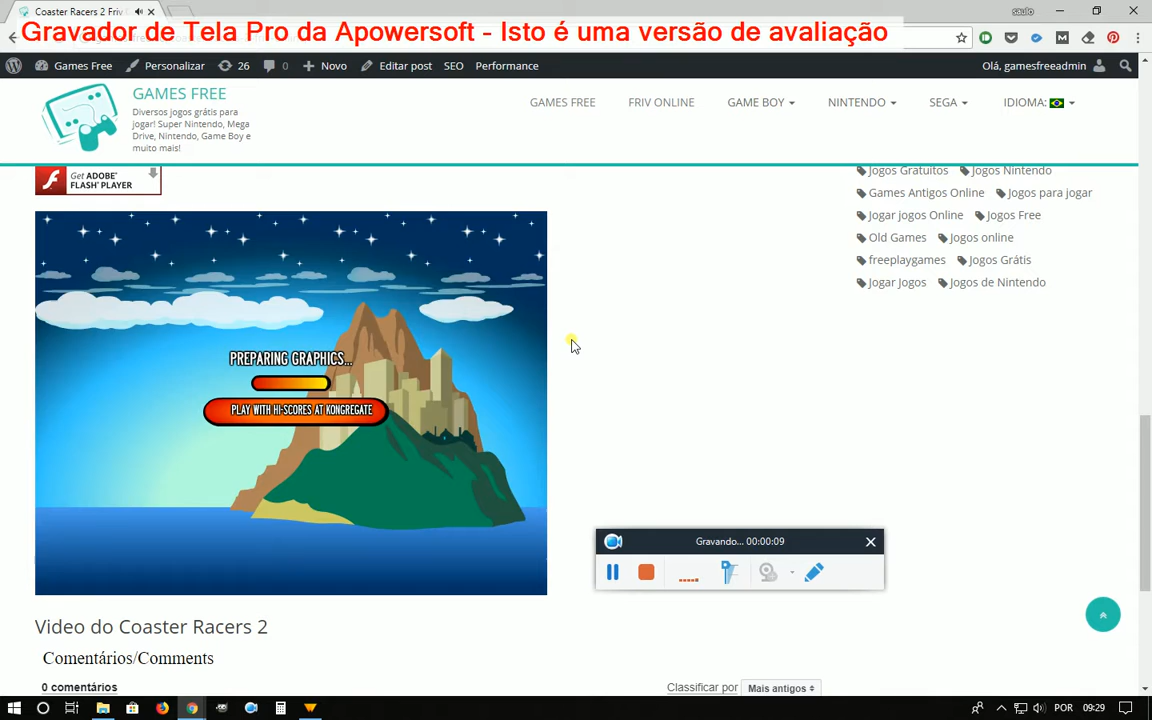 Coaster Racers 2 Friv
saulo
Gravador de Tela Pro da Apowersoft - Isto é uma versão de avaliação
Games Free
Personalizar
26
0
Novo
Editar post
SEO
Performance
Olá, gamesfreeadmin
GAMES FREE
Diversos jogos grátis para
jogar! Super Nintendo, Mega
Drive, Nintendo, Game Boy e
muito mais!
GAMES FREE
FRIV ONLINE
GAME BOY
NINTENDO
SEGA
IDIOMA:
Get ADOBE
FLASH PLAYER
Jogos Gratuitos
Jogos Nintendo
Games Antigos Online
Jogos para jogar
Jogar jogos Online
Jogos Free
Old Games
Jogos online
freeplaygames
Jogos Grátis
Jogar Jogos
Jogos de Nintendo
PREPARING GRAPHICS...
PLAY WITH HI-SCORES AT KONGREGATE
Gravando... 00:00:09
Video do Coaster Racers 2
Comentários/Comments
0 comentários
Classificar por
Mais antigos
POR
09:29